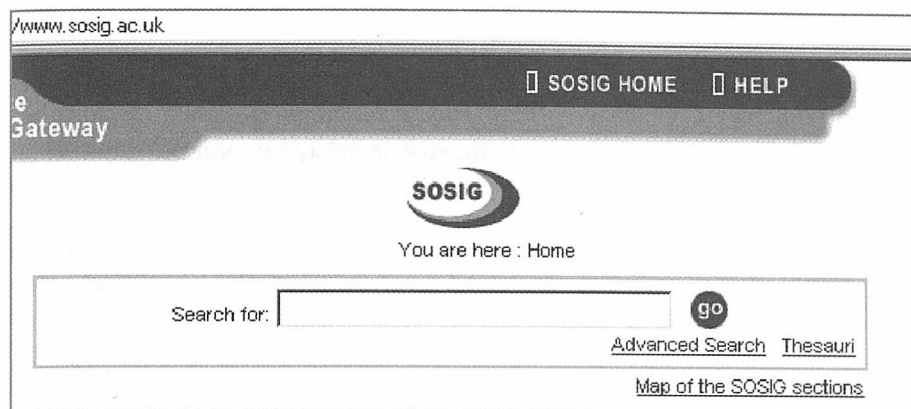 /www.sosig.ac.uk
SOSIG HOME HELP
e
Gateway
SOSIG
You are here : Home
Search for: go
Advanced Search Thesauri
Map of the SOSIG sections